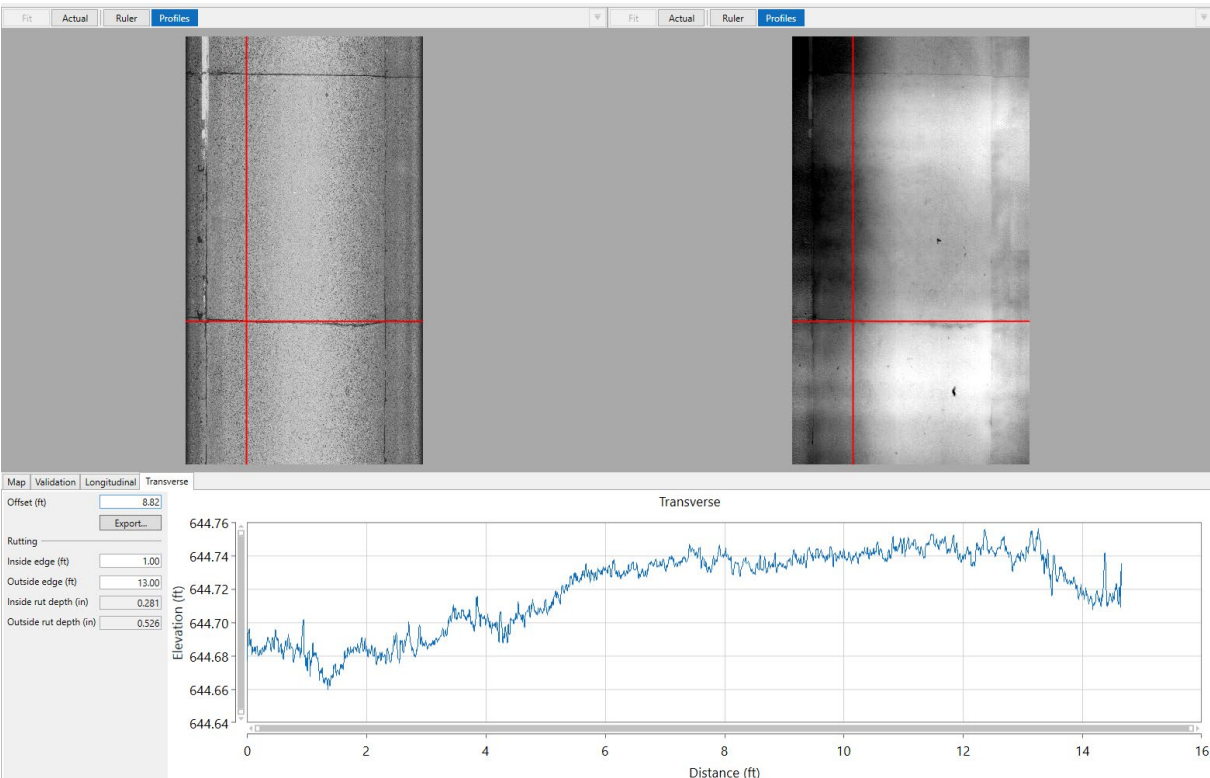 Fit Actual Ruler Profiles Fit Actual Ruler Profiles
Map Validation Longitudinal Transverse
Offset (ft) 8.82
Export...
Rutting
Inside edge (ft) 1.00
Outside edge (ft) 13.00
Inside rut depth (in) 0.281
Outside rut depth (in) 0.526
Transverse
Elevation (ft)
644.76
644.74
644.72
644.70
644.68
644.66
644.64
0 2 4 6 8 10 12 14 16
Distance (ft)